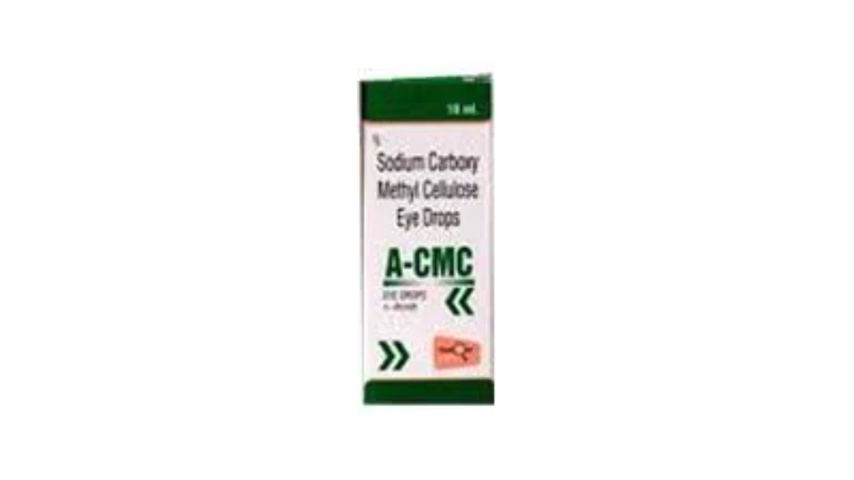 10 ml.
Sodium Carboxy
Methyl Cellulose
Eye Drops
A-CMC
EYE DROPS